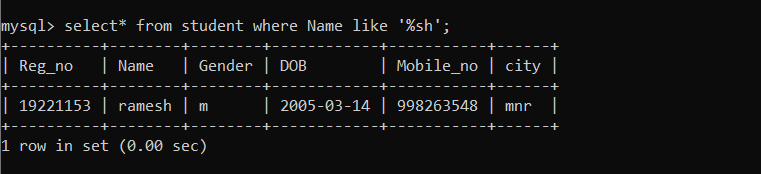 mysql> select* from student where Name like '%sh';
+----------+--------+--------+------------+-----------+------+
| Reg_no   | Name   | Gender | DOB        | Mobile_no | city |
+----------+--------+--------+------------+-----------+------+
| 19221153 | ramesh | m      | 2005-03-14 | 998263548 | mnr  |
+----------+--------+--------+------------+-----------+------+
1 row in set (0.00 sec)